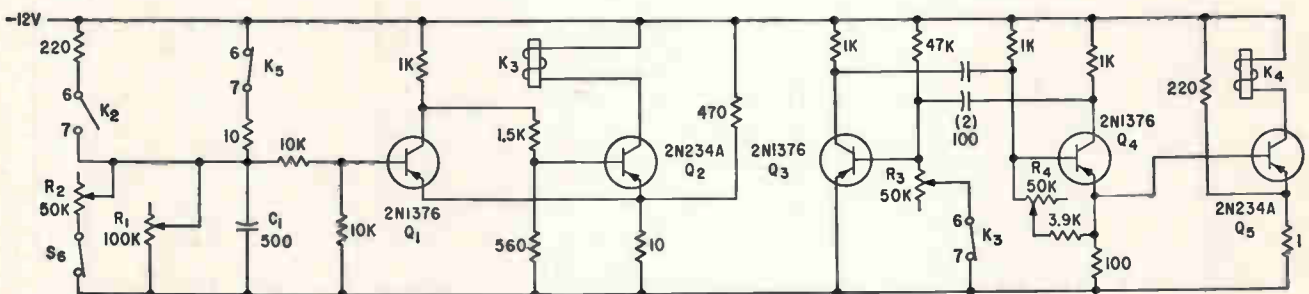 -12V
220
6
7
K2
6
7
K5
10
R2
50K
S6
R1
100K
C1
500
10K
10K
1K
2N1376
Q1
K3
1.5K
560
2N234A
Q2
10
470
2N1376
Q3
1K
47K
(2)
100
R3
50K
6
7
K3
1K
1K
2N1376
Q4
R4
50K
3.9K
100
220
K4
2N234A
Q5
1